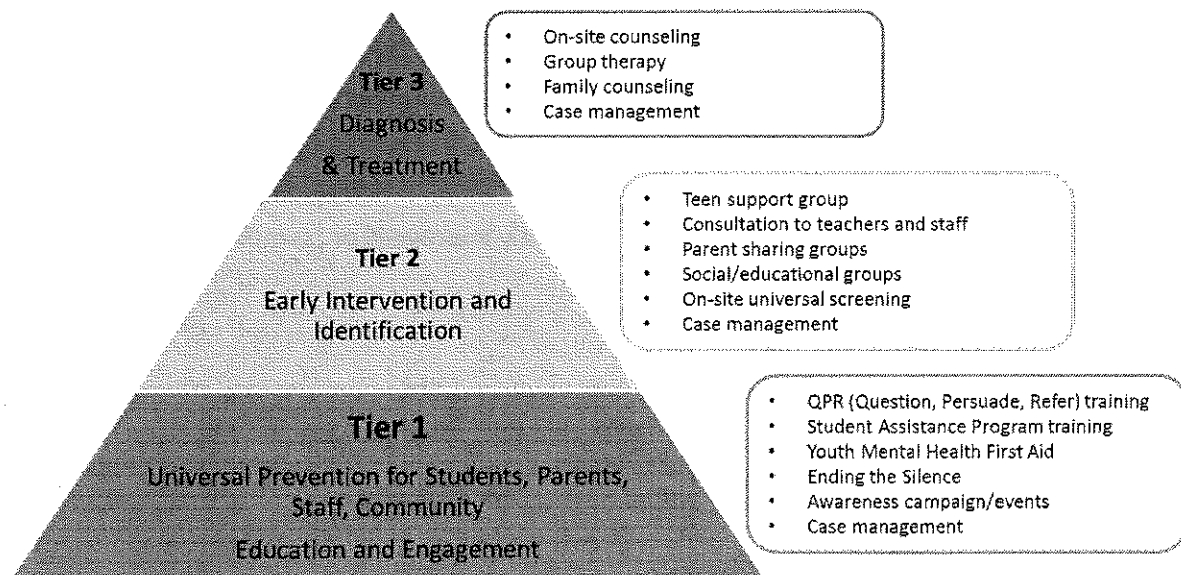 Tier 3
Diagnosis
& Treatment
• On-site counseling
• Group therapy
• Family counseling
• Case management
Tier 2
Early Intervention and
Identification
• Teen support group
• Consultation to teachers and staff
• Parent sharing groups
• Social/educational groups
• On-site universal screening
• Case management
Tier 1
Universal Prevention for Students, Parents,
Staff, Community
Education and Engagement
• QPR (Question, Persuade, Refer) training
• Student Assistance Program training
• Youth Mental Health First Aid
• Ending the Silence
• Awareness campaign/events
• Case management